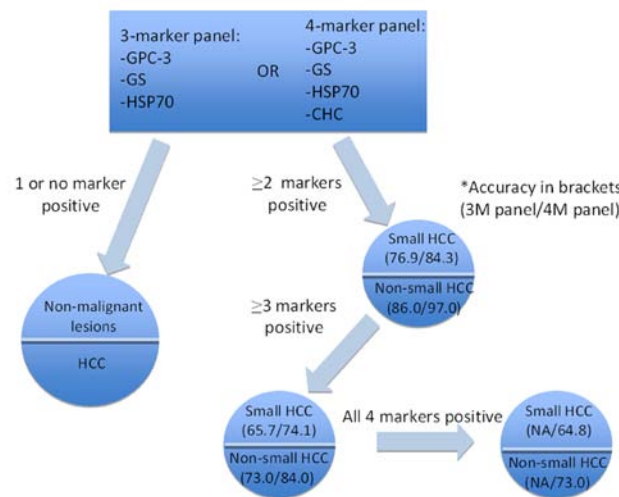 3-marker panel:
-GPC-3
-GS
-HSP70
OR
4-marker panel:
-GPC-3
-GS
-HSP70
-CHC
1 or no marker
positive
≥2 markers
positive
*Accuracy in brackets
(3M panel/4M panel)
Small HCC
(76.9/84.3)
Non-small HCC
(86.0/97.0)
Non-malignant
lesions
HCC
≥3 markers
positive
Small HCC
(65.7/74.1)
Non-small HCC
(73.0/84.0)
All 4 markers positive
Small HCC
(NA/64.8)
Non-small HCC
(NA/73.0)